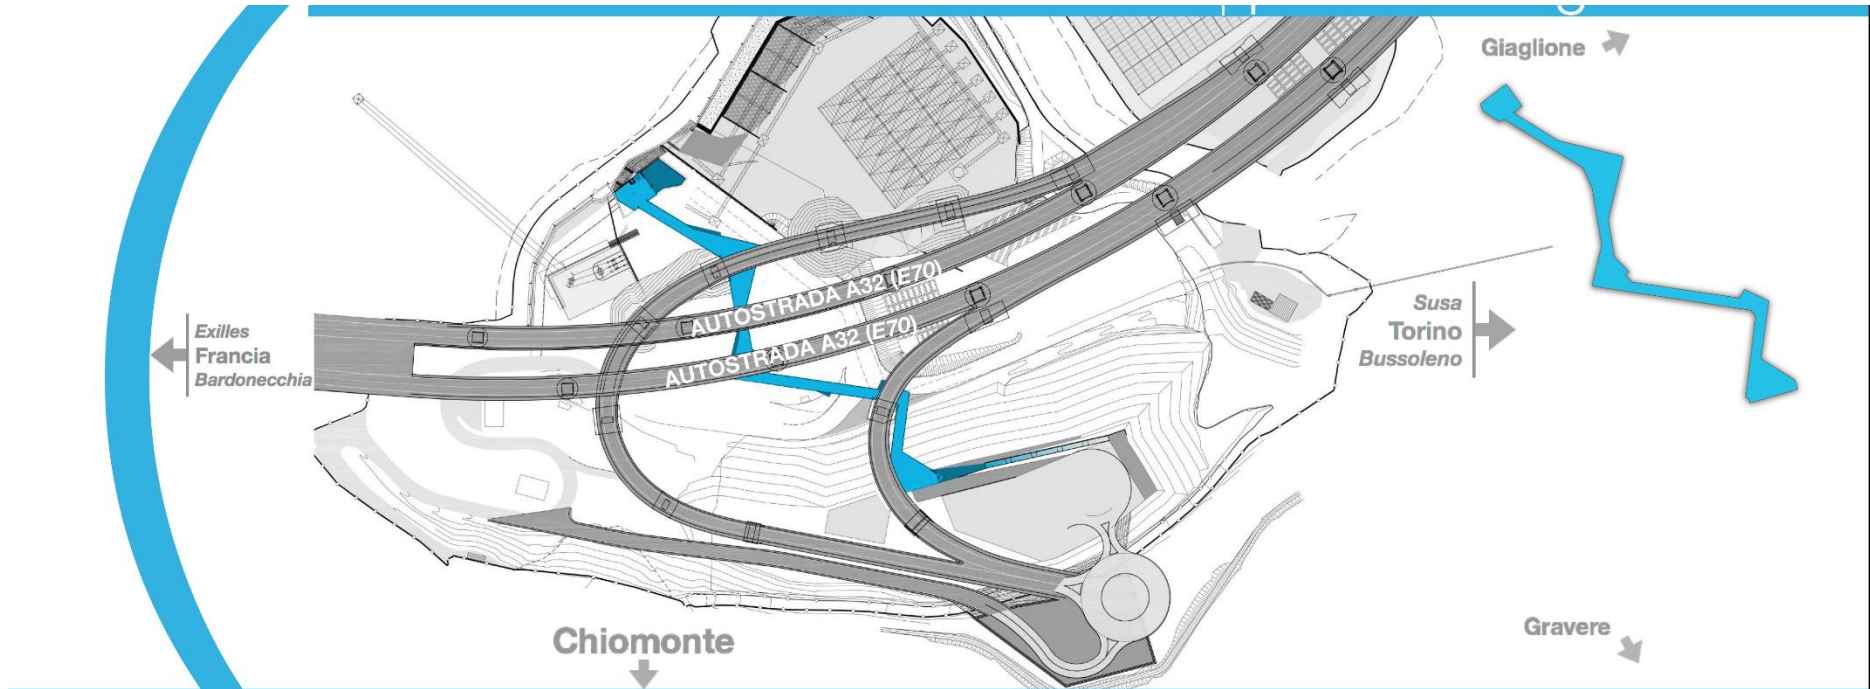 Giaglione
AUTOSTRADA A32 (E70)
AUTOSTRADA A32 (E70)
Exilles
Francia
Bardonecchia
Susa
Torino
Bussoleno
Chiomonte
Gravere